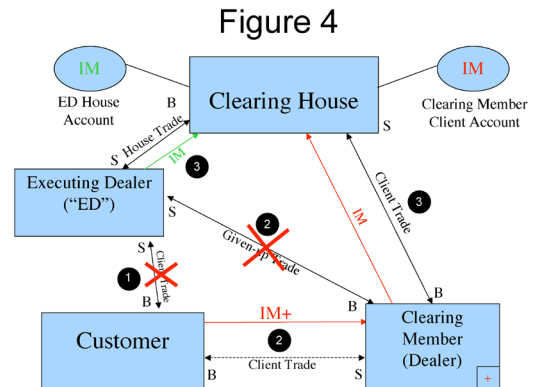 Figure 4
IM
IM
ED House
Account
B
Clearing House
S
Clearing Member
Client Account
House Trade
S
IM
3
Executing Dealer
("ED")
S
2
Given-up Trade
IM
Client Trade
3
S
Client Trade
1
B
B
B
IM+
Customer
2
Client Trade
B
S
Clearing
Member
(Dealer)
+